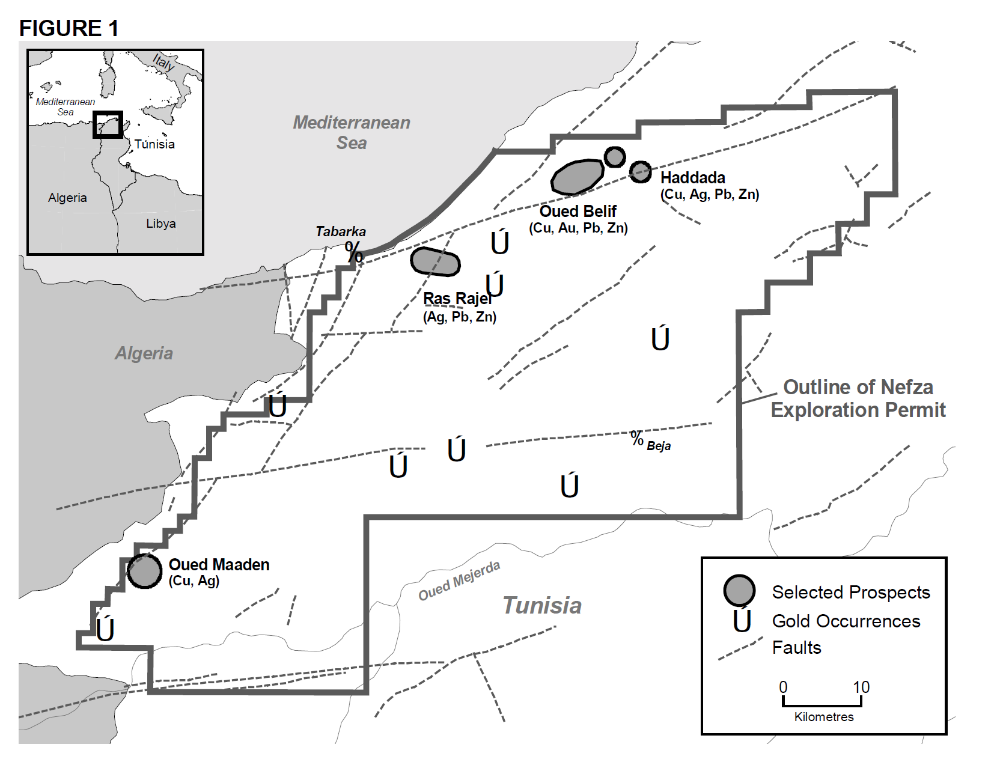 FIGURE 1
Italy
Mediterranean
Sea
Tunisia
Algeria
Libya
Mediterranean
Sea
Haddada
(Cu, Ag, Pb, Zn)
Oued Belif
(Cu, Au, Pb, Zn)
Tabarka
%
Ú
Ú
Ras Rajel
(Ag, Pb, Zn)
Ú
Algeria
Outline of Nefza
Exploration Permit
Ú
% Beja
Ú
Ú
Ú
Oued Maaden
(Cu, Ag)
Oued Mejerda
Tunisia
Ú
Selected Prospects
Ú Gold Occurrences
Faults
0 10
Kilometres